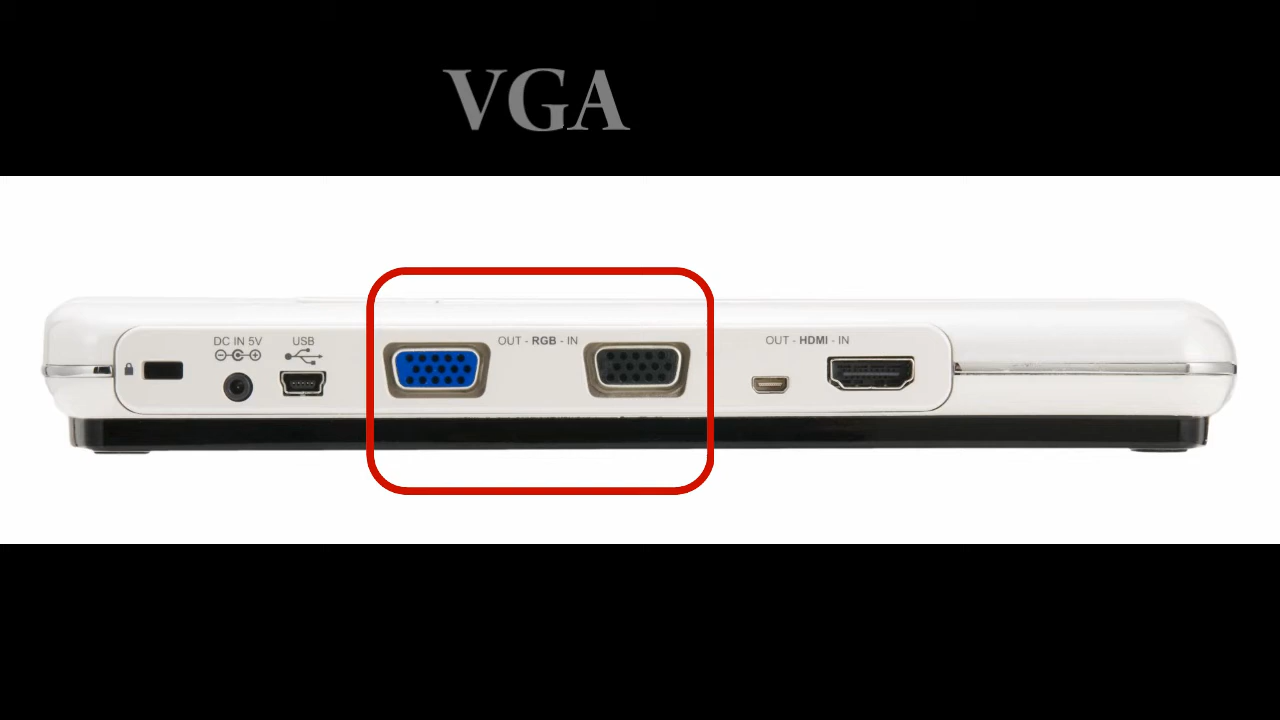 VGA
DC IN 5V
USB
OUT - RGB - IN
OUT - HDMI - IN